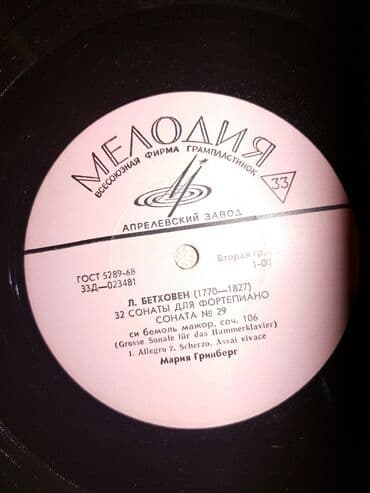 МЕЛОДИЯ
ВСЕСОЮЗНАЯ ФИРМА ГРАМПЛАСТИНОК
33
АПРЕЛЕВСКИЙ ЗАВОД
ГОСТ 5289-68
33Д—023481
Вторая
1-00
Л. БЕТХОВЕН (1770—1827)
32 СОНАТЫ ДЛЯ ФОРТЕПИАНО
СОНАТА № 29
си бемоль мажор, соч. 106
(Grosse Sonate für das Hammerklavier)
1. Allegro 2. Scherzo. Assai vivace
Мария Гринберг